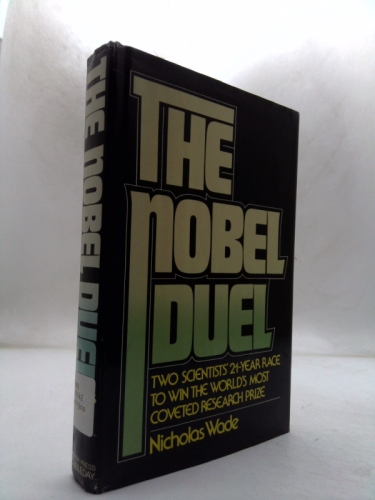 THE
NOBEL
DUEL
TWO SCIENTISTS' 21-YEAR RACE
TO WIN THE WORLD'S MOST
COVETED RESEARCH PRIZE
Nicholas Wade
THE NOBEL DUEL